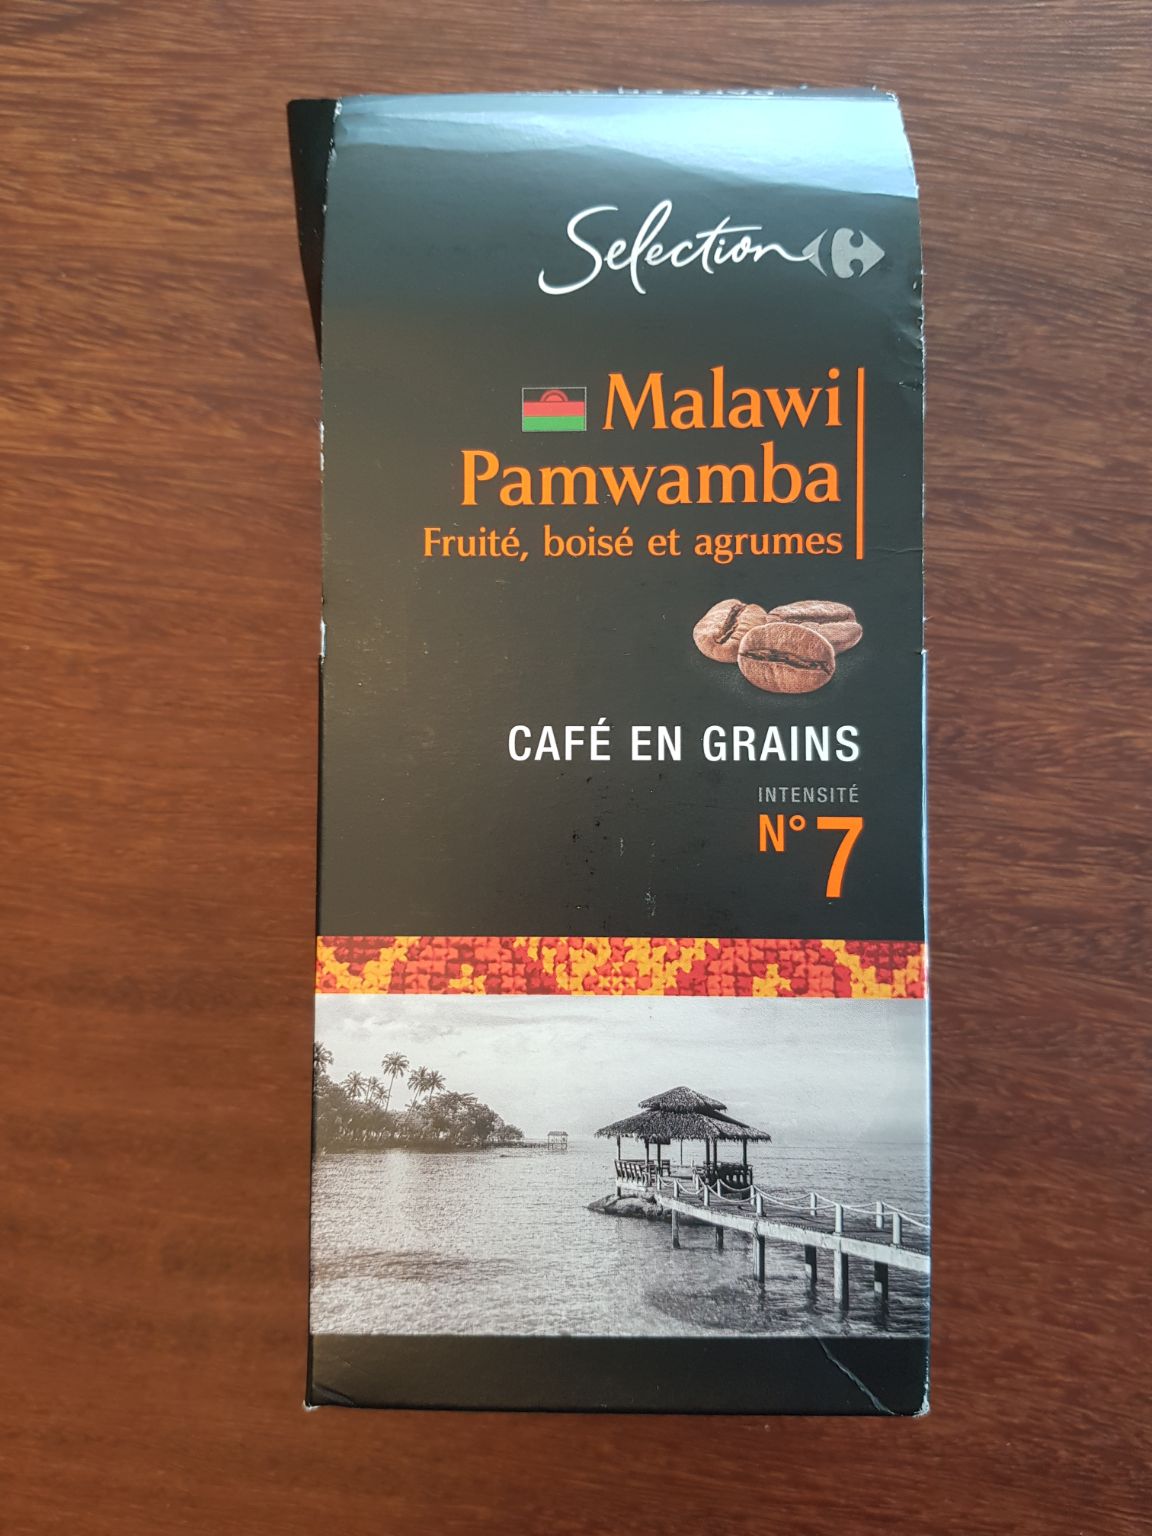 Selection
Malawi
Pamwamba
Fruité, boisé et agrumes
CAFÉ EN GRAINS
INTENSITÉ
N° 7